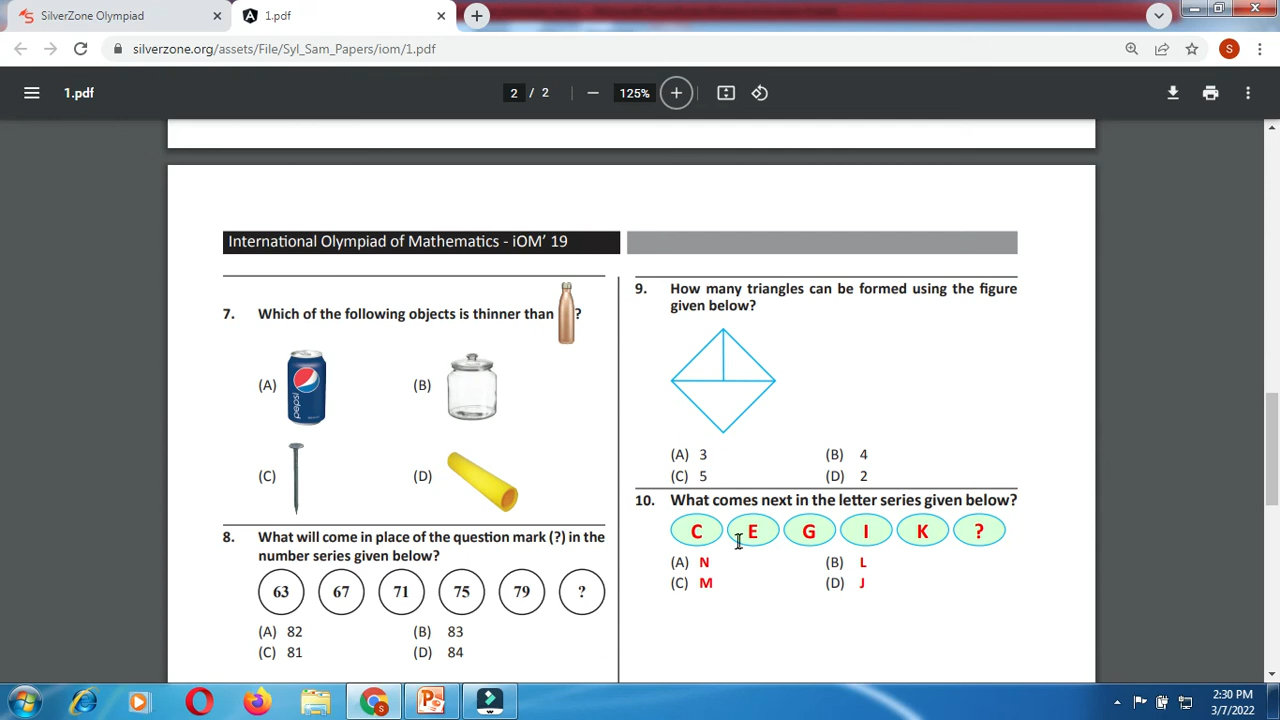 SilverZone Olympiad
1.pdf
silverzone.org/assets/File/Syl_Sam_Papers/iom/1.pdf
S
1.pdf
2 / 2
125%
International Olympiad of Mathematics - iOM' 19
7. Which of the following objects is thinner than ?
(A) pepsi (B)
(C) (D)
8. What will come in place of the question mark (?) in the
number series given below?
63 67 71 75 79 ?
(A) 82 (B) 83
(C) 81 (D) 84
9. How many triangles can be formed using the figure
given below?
(A) 3 (B) 4
(C) 5 (D) 2
10. What comes next in the letter series given below?
C E G I K ?
(A) N (B) L
(C) M (D) J
2:30 PM
3/7/2022